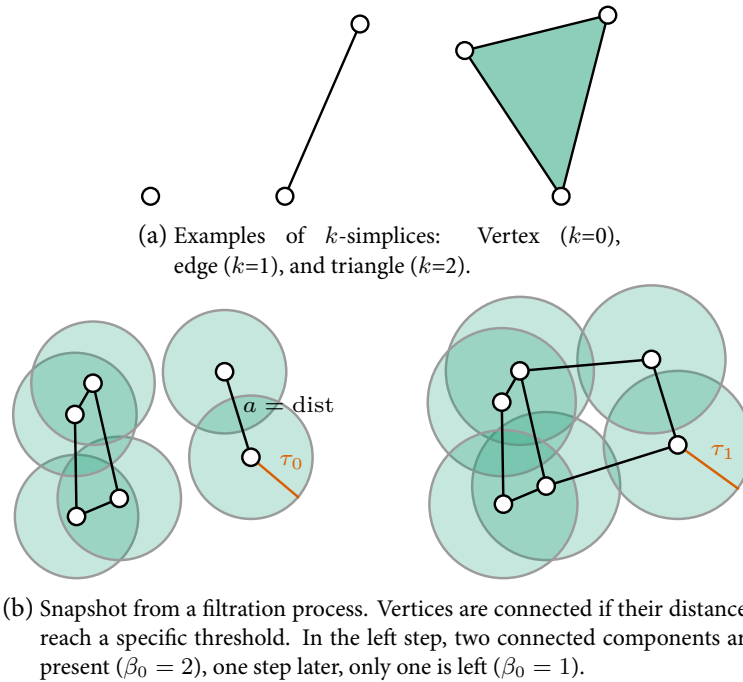 (a) Examples of k-simplices: Vertex (k=0),
edge (k=1), and triangle (k=2).
a = dist
τ0
τ1
(b) Snapshot from a filtration process. Vertices are connected if their distance
reach a specific threshold. In the left step, two connected components ar
present (β0 = 2), one step later, only one is left (β0 = 1).